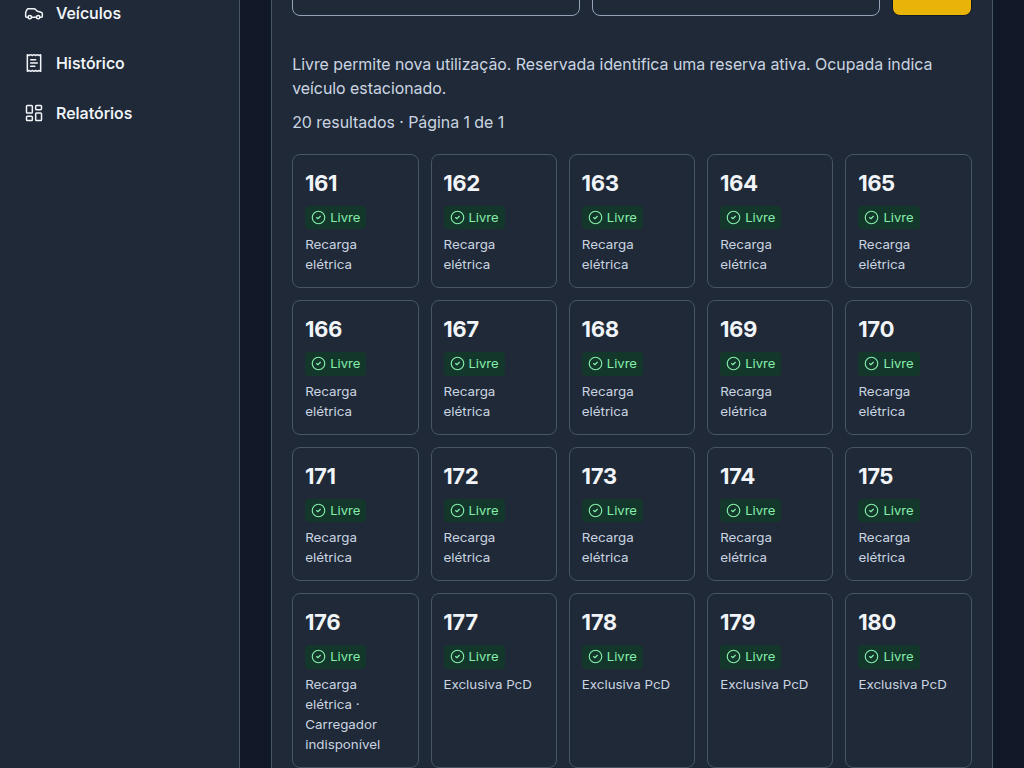 Veículos
Histórico
Relatórios
Livre permite nova utilização. Reservada identifica uma reserva ativa. Ocupada indica
veículo estacionado.
20 resultados · Página 1 de 1
161
Livre
Recarga
elétrica
162
Livre
Recarga
elétrica
163
Livre
Recarga
elétrica
164
Livre
Recarga
elétrica
165
Livre
Recarga
elétrica
166
Livre
Recarga
elétrica
167
Livre
Recarga
elétrica
168
Livre
Recarga
elétrica
169
Livre
Recarga
elétrica
170
Livre
Recarga
elétrica
171
Livre
Recarga
elétrica
172
Livre
Recarga
elétrica
173
Livre
Recarga
elétrica
174
Livre
Recarga
elétrica
175
Livre
Recarga
elétrica
176
Livre
Recarga
elétrica ·
Carregador
indisponível
177
Livre
Exclusiva PcD
178
Livre
Exclusiva PcD
179
Livre
Exclusiva PcD
180
Livre
Exclusiva PcD